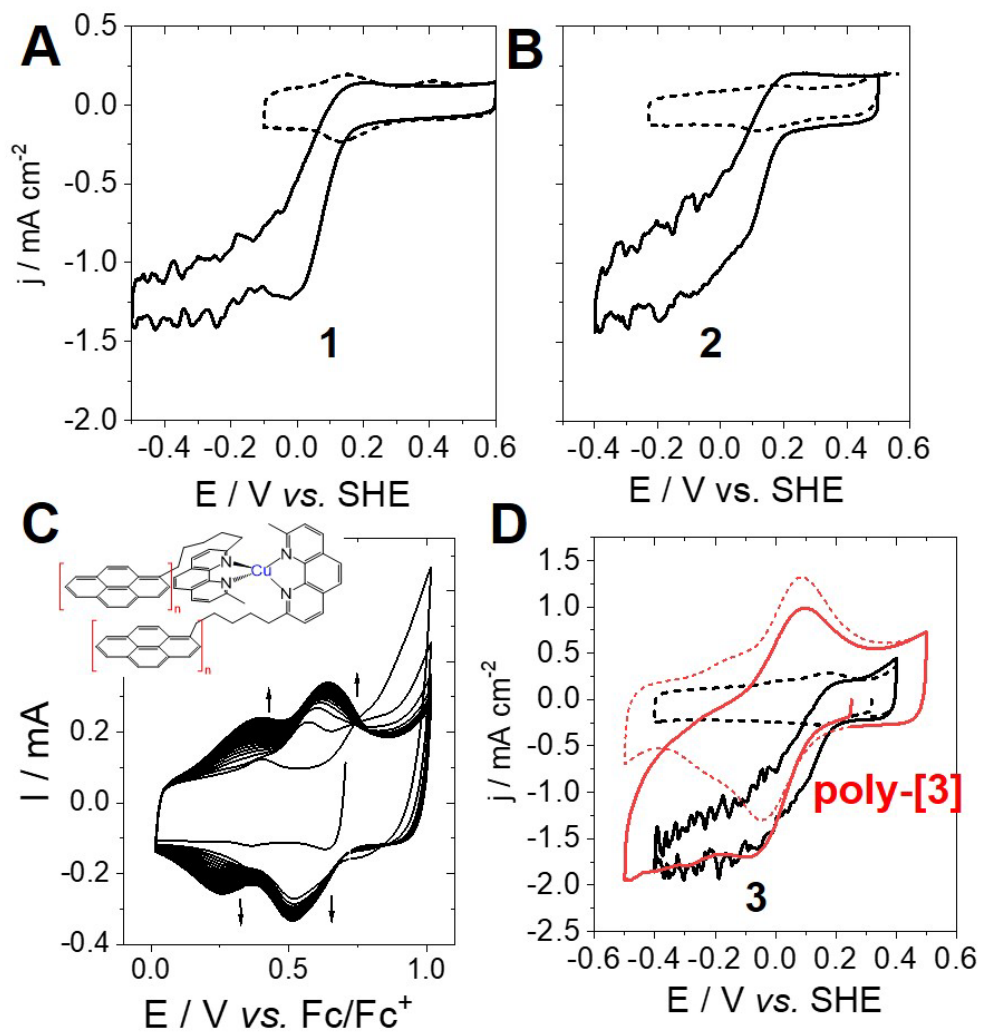 A
B
0.5
0.0
-0.5
-1.0
-1.5
-2.0
j / mA cm-2
1
2
-0.4 -0.2 0.0 0.2 0.4 0.6
-0.4 -0.2 0.0 0.2 0.4 0.6
E / V vs. SHE
E / V vs. SHE
C
N
N
Cu
N
N
[ ]n
[ ]n
0.2
0.0
-0.2
-0.4
I / mA
0.0 0.5 1.0
E / V vs. Fc/Fc+
D
1.5
1.0
0.5
0.0
-0.5
-1.0
-1.5
-2.0
-2.5
j / mA cm-2
poly-[3]
3
-0.6 -0.4 -0.2 0.0 0.2 0.4 0.6
E / V vs. SHE